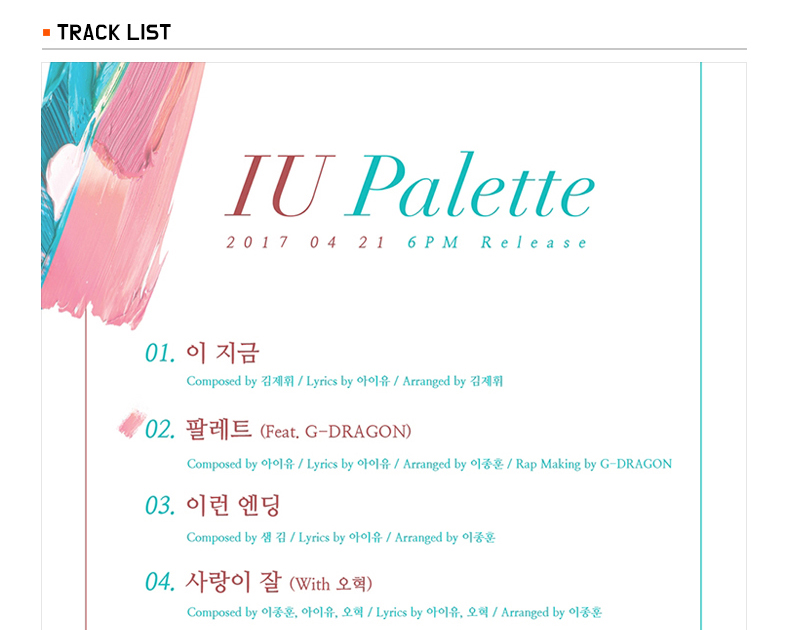 TRACK LIST
IU Palette
2017 04 21 6PM Release
01. 이 지금
Composed by 김제휘 / Lyrics by 아이유 / Arranged by 김제휘
02. 팔레트 (Feat. G-DRAGON)
Composed by 아이유 / Lyrics by 아이유 / Arranged by 이종훈 / Rap Making by G-DRAGON
03. 이런 엔딩
Composed by 샘 김 / Lyrics by 아이유 / Arranged by 이종훈
04. 사랑이 잘 (With 오혁)
Composed by 이종훈, 아이유, 오혁 / Lyrics by 아이유, 오혁 / Arranged by 이종훈